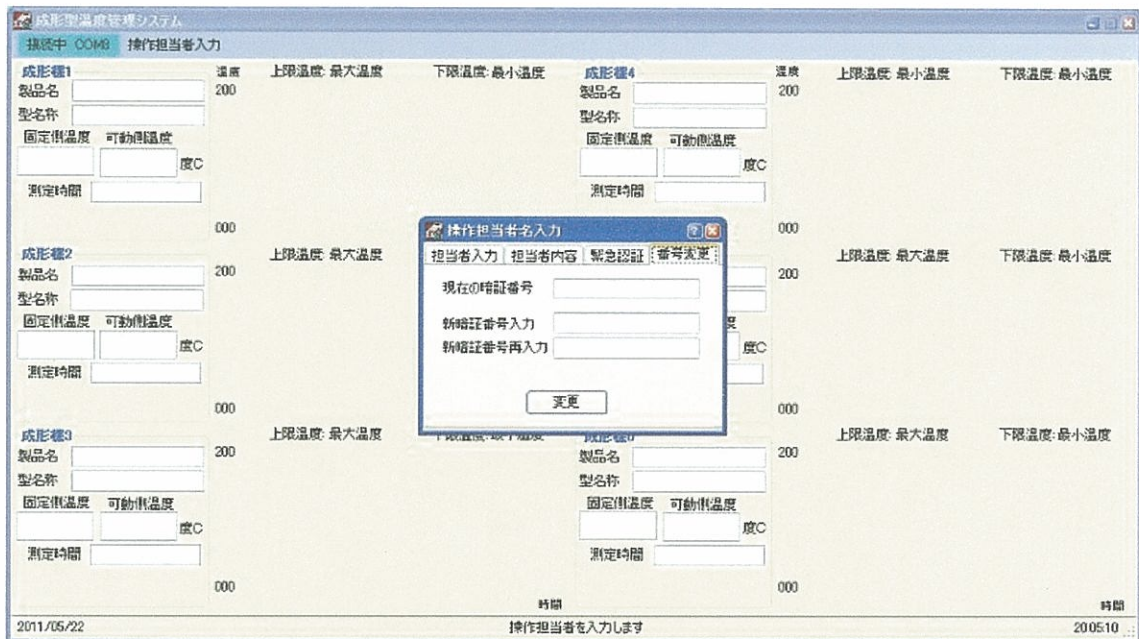 成形型温度管理システム
接続中 COM8 操作担当者入力
成形機1
製品名
型名称
固定側温度 可動側温度
度C
測定時間
温度
200
000
上限温度: 最大温度
下限温度: 最小温度
成形機4
製品名
型名称
固定側温度 可動側温度
度C
測定時間
温度
200
000
上限温度: 最小温度
下限温度: 最小温度
成形機2
製品名
型名称
固定側温度 可動側温度
度C
測定時間
200
000
上限温度: 最大温度
度C
200
000
上限温度: 最大温度
下限温度: 最小温度
操作担当者名入力
担当者入力 担当者内容 緊急認証 番号変更
現在の暗証番号
新暗証番号入力
新暗証番号再入力
変更
成形機3
製品名
型名称
固定側温度 可動側温度
度C
測定時間
200
000
上限温度: 最大温度
下限温度: 最小温度
時間
製品名
型名称
固定側温度 可動側温度
度C
測定時間
200
000
上限温度: 最大温度
下限温度: 最小温度
時間
2011/05/22 操作担当者を入力します 20:05:10